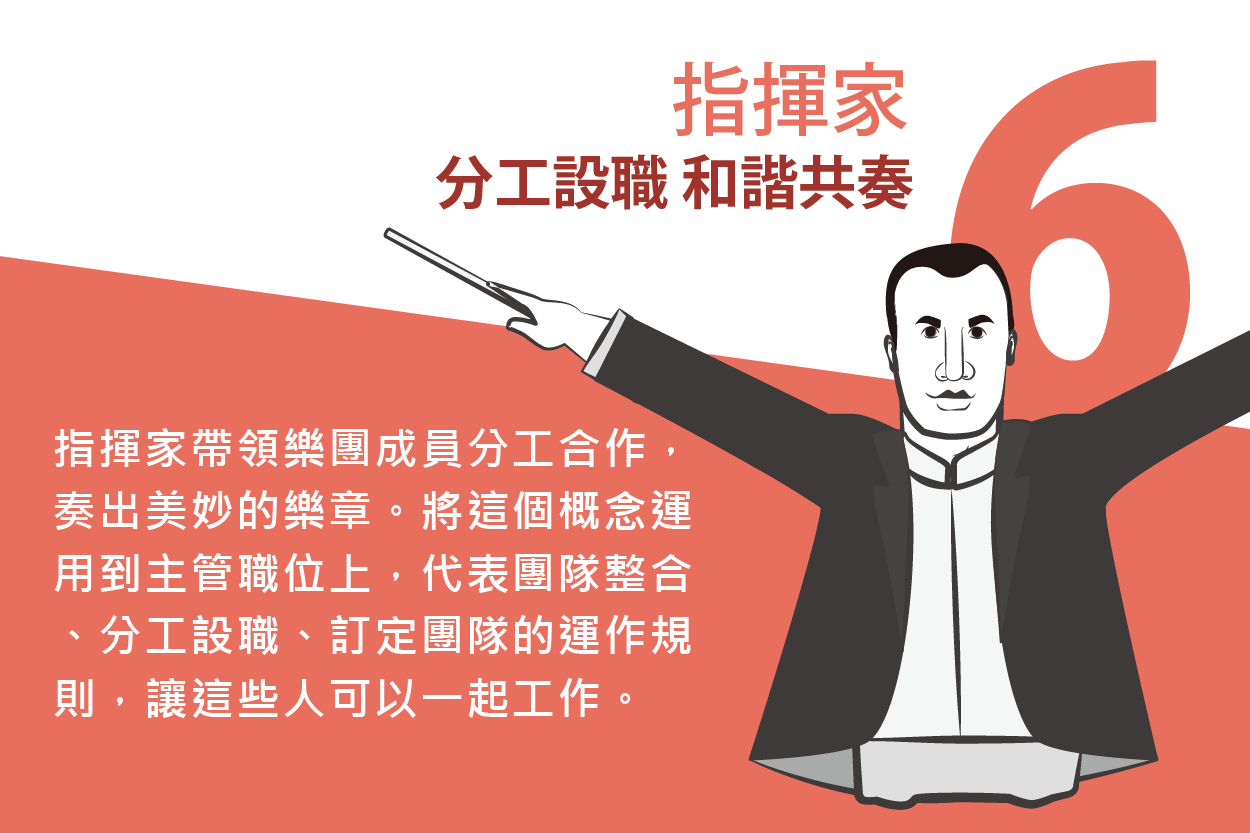 指揮家
分工設職 和諧共奏
6
指揮家帶領樂團成員分工合作，
奏出美妙的樂章。將這個概念運
用到主管職位上，代表團隊整合
、分工設職、訂定團隊的運作規
則，讓這些人可以一起工作。